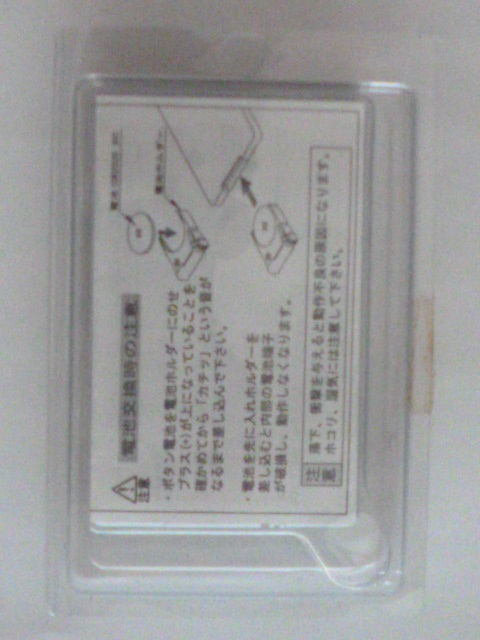 注意
電池交換時の注意
・ボタン電池を電池ホルダーにのせ
プラス(+)が上になっていることを
確かめてから「カチッ」という音が
なるまで差し込んで下さい。
・電池を先に入れホルダーを
差し込むと内部の電池端子
が破損し、動作しなくなります。
電池ホルダー
注意
落下、衝撃を与えると動作不良の原因になります。
ホコリ、湿気には注意して下さい。